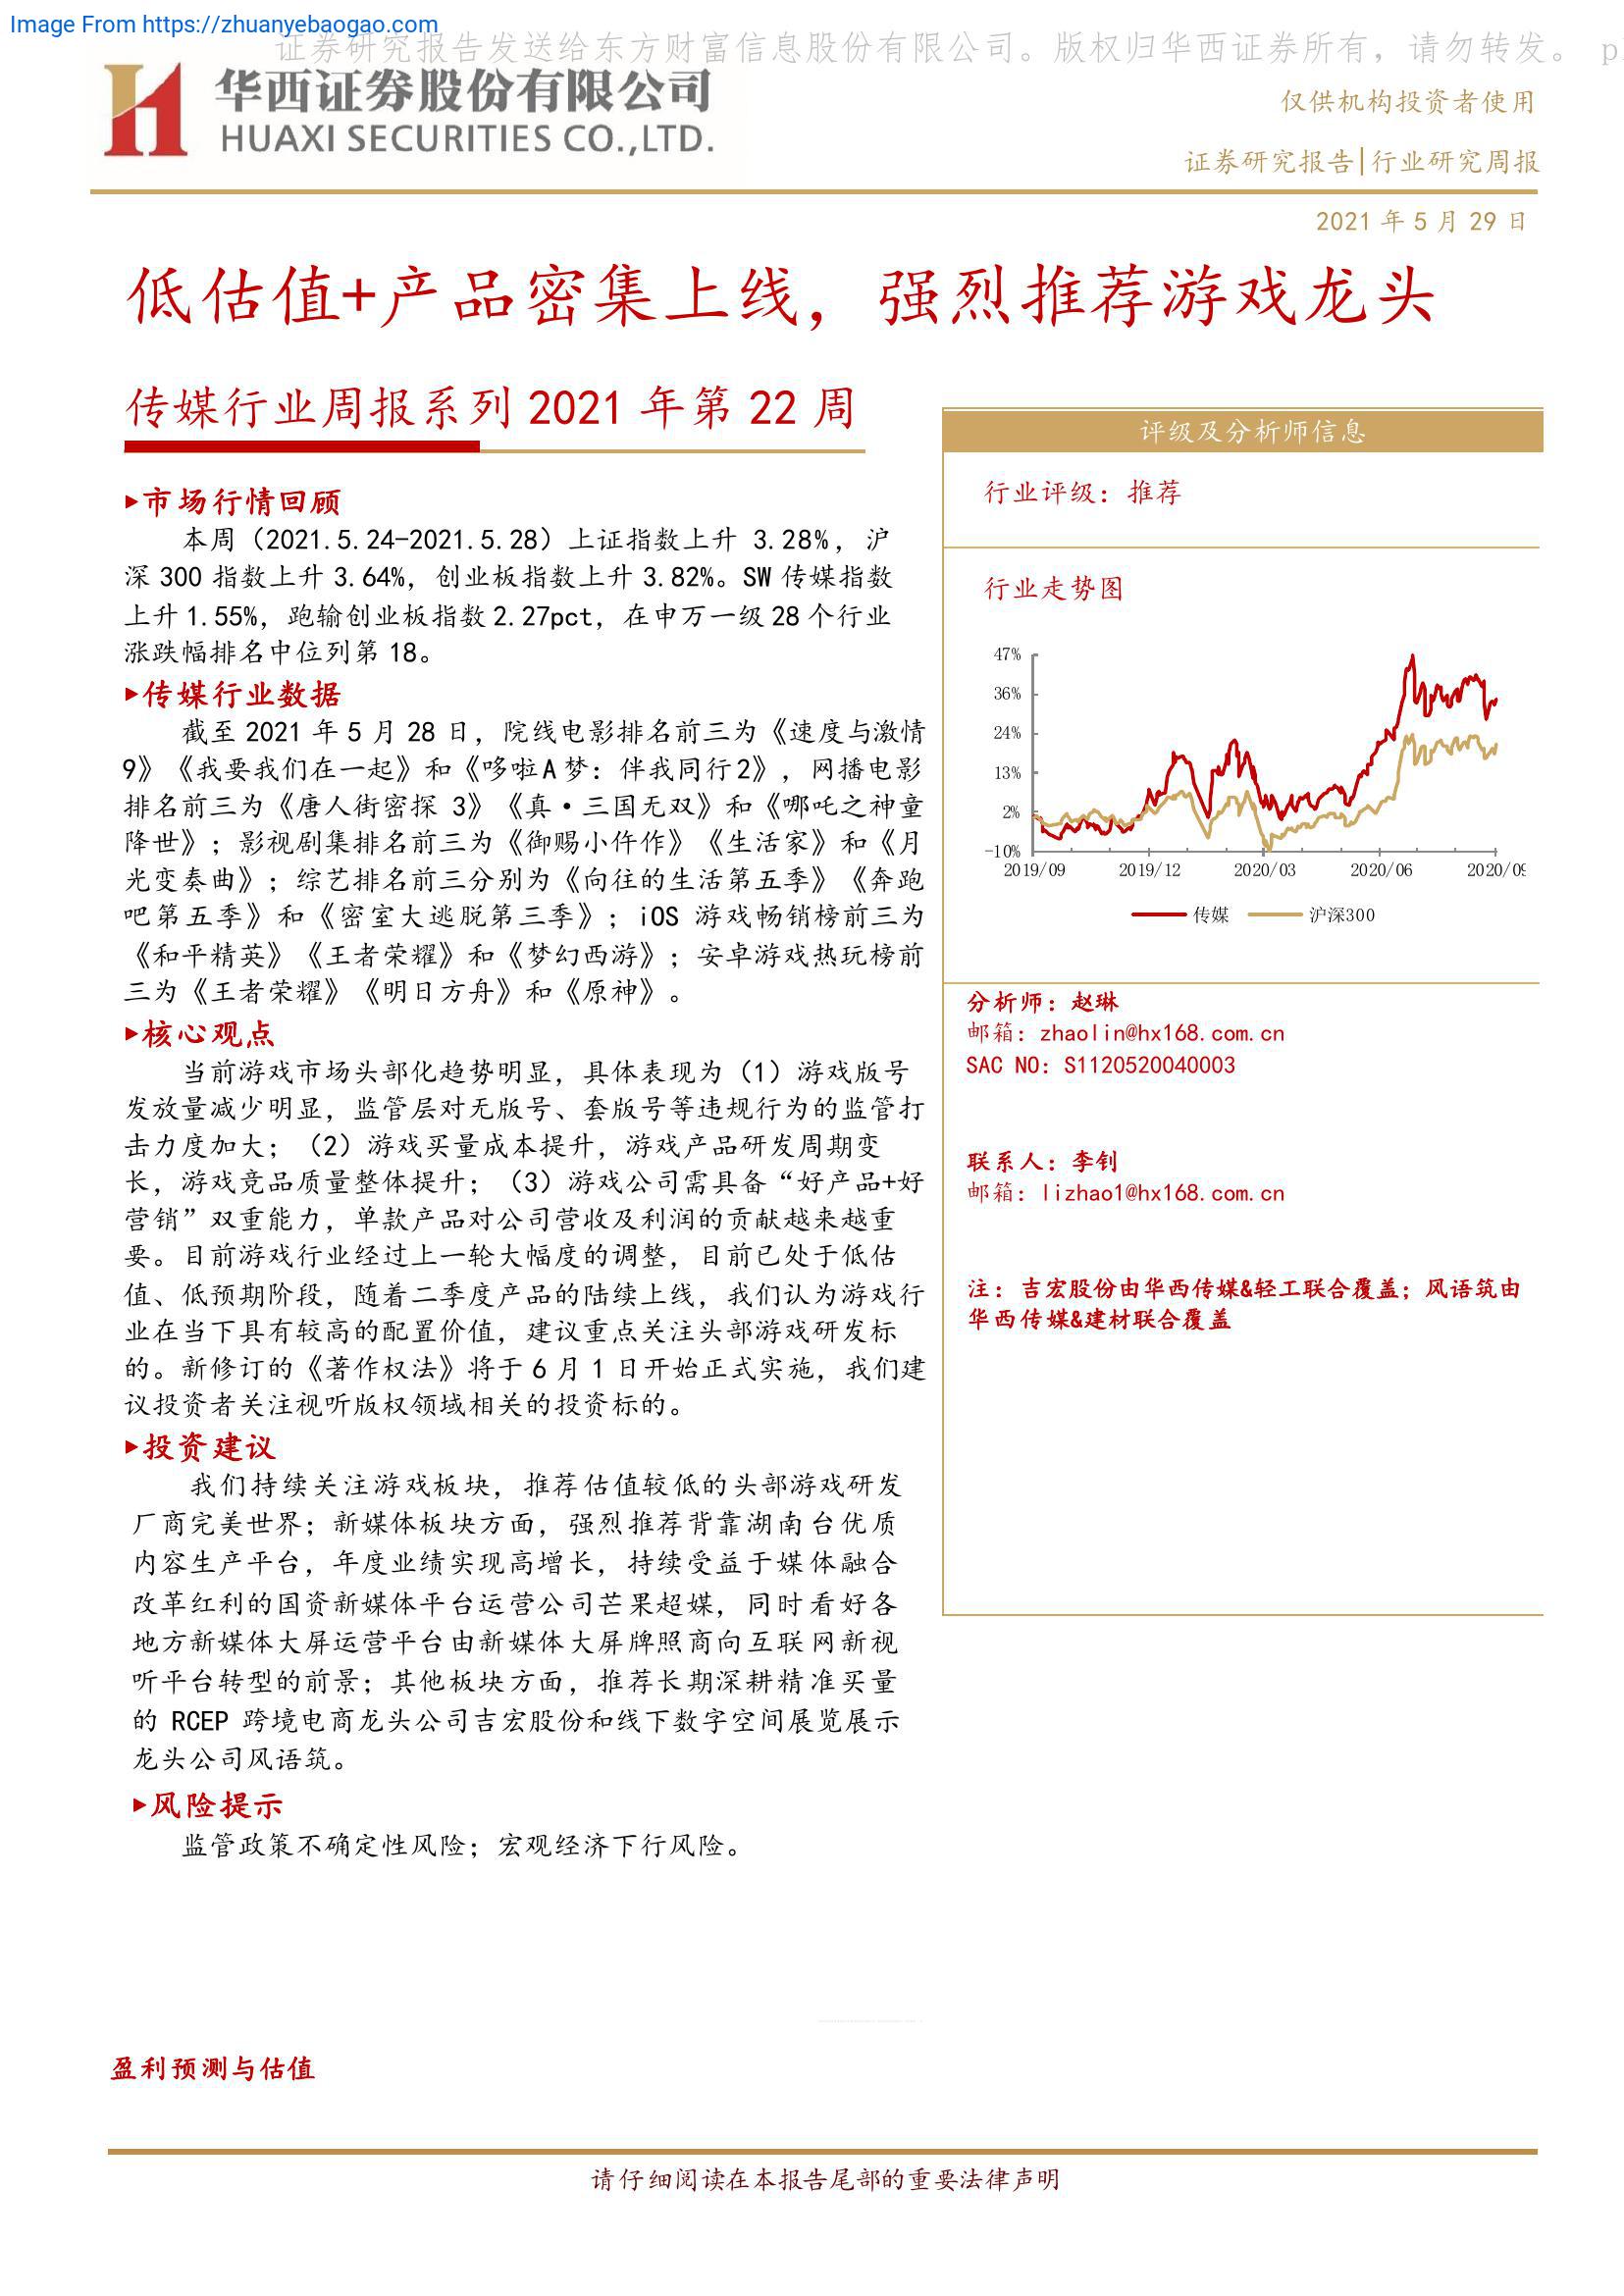 Image From https://zhuanyebaogao.com
证券研究报告发送给东方财富信息股份有限公司。版权归华西证券所有，请勿转发。 p
华西证券股份有限公司
HUAXI SECURITIES CO.,LTD.
仅供机构投资者使用
证券研究报告|行业研究周报
2021 年 5 月 29 日
低估值+产品密集上线，强烈推荐游戏龙头
传媒行业周报系列 2021 年第 22 周
▸市场行情回顾
本周（2021.5.24-2021.5.28）上证指数上升 3.28%，沪
深 300 指数上升 3.64%，创业板指数上升 3.82%。SW 传媒指数
上升 1.55%，跑输创业板指数 2.27pct，在申万一级 28 个行业
涨跌幅排名中位列第 18。
▸传媒行业数据
截至 2021 年 5 月 28 日，院线电影排名前三为《速度与激情
9》《我要我们在一起》和《哆啦A梦：伴我同行2》，网播电影
排名前三为《唐人街密探 3》《真·三国无双》和《哪吒之神童
降世》；影视剧集排名前三为《御赐小仵作》《生活家》和《月
光变奏曲》；综艺排名前三分别为《向往的生活第五季》《奔跑
吧第五季》和《密室大逃脱第三季》；iOS 游戏畅销榜前三为
《和平精英》《王者荣耀》和《梦幻西游》；安卓游戏热玩榜前
三为《王者荣耀》《明日方舟》和《原神》。
▸核心观点
当前游戏市场头部化趋势明显，具体表现为（1）游戏版号
发放量减少明显，监管层对无版号、套版号等违规行为的监管打
击力度加大；（2）游戏买量成本提升，游戏产品研发周期变
长，游戏竞品质量整体提升；（3）游戏公司需具备“好产品+好
营销”双重能力，单款产品对公司营收及利润的贡献越来越重
要。目前游戏行业经过上一轮大幅度的调整，目前已处于低估
值、低预期阶段，随着二季度产品的陆续上线，我们认为游戏行
业在当下具有较高的配置价值，建议重点关注头部游戏研发标
的。新修订的《著作权法》将于 6 月 1 日开始正式实施，我们建
议投资者关注视听版权领域相关的投资标的。
▸投资建议
我们持续关注游戏板块，推荐估值较低的头部游戏研发
厂商完美世界；新媒体板块方面，强烈推荐背靠湖南台优质
内容生产平台，年度业绩实现高增长，持续受益于媒体融合
改革红利的国资新媒体平台运营公司芒果超媒，同时看好各
地方新媒体大屏运营平台由新媒体大屏牌照商向互联网新视
听平台转型的前景；其他板块方面，推荐长期深耕精准买量
的 RCEP 跨境电商龙头公司吉宏股份和线下数字空间展览展示
龙头公司风语筑。
▸风险提示
监管政策不确定性风险；宏观经济下行风险。
评级及分析师信息
行业评级：推荐
行业走势图
47%
36%
24%
13%
2%
-10%
2019/09 2019/12 2020/03 2020/06 2020/09
传媒 沪深300
分析师：赵琳
邮箱：zhaolin@hx168.com.cn
SAC NO：S1120520040003
联系人：李钊
邮箱：lizhao1@hx168.com.cn
注：吉宏股份由华西传媒&轻工联合覆盖；风语筑由
华西传媒&建材联合覆盖
盈利预测与估值
请仔细阅读在本报告尾部的重要法律声明